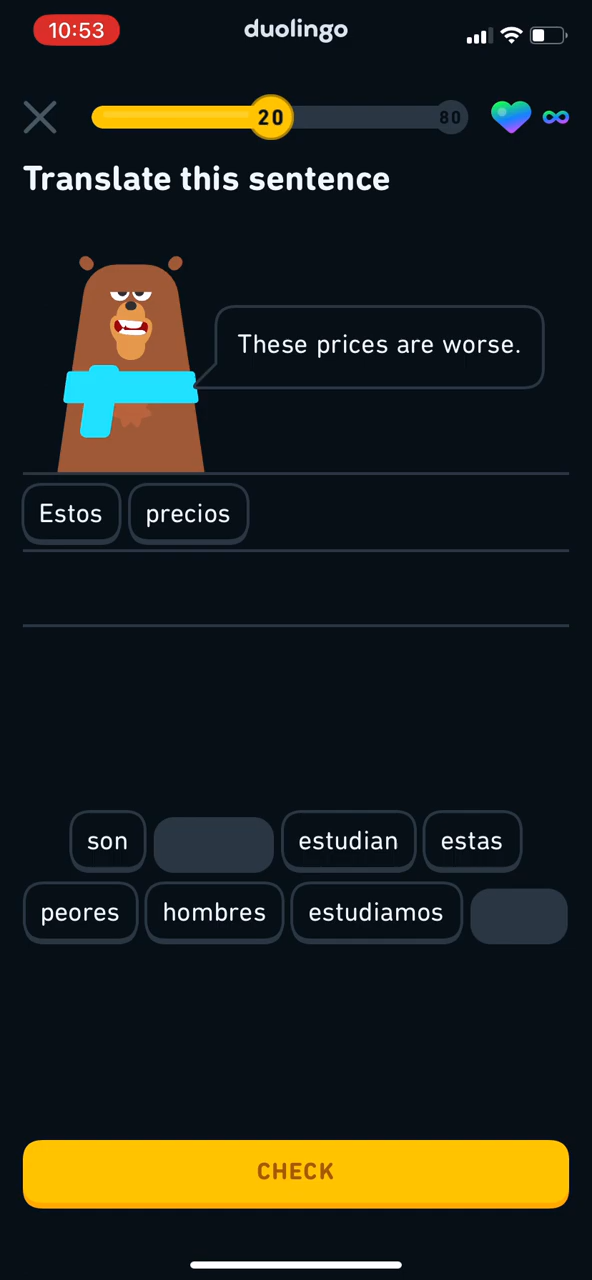 10:53
duolingo
20 80
Translate this sentence
These prices are worse.
Estos precios
son estudian estas
peores hombres estudiamos
CHECK